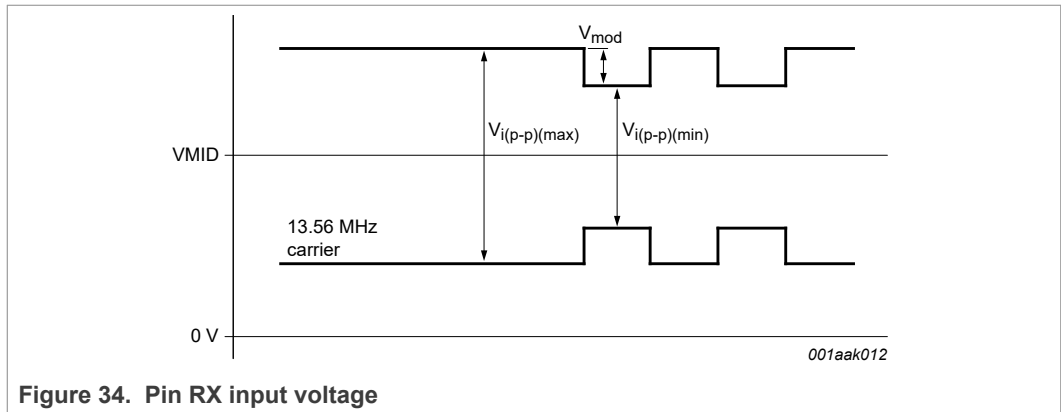 Vmod
Vi(p-p)(max)
Vi(p-p)(min)
VMID
13.56 MHz
carrier
0 V
001aak012
Figure 34. Pin RX input voltage